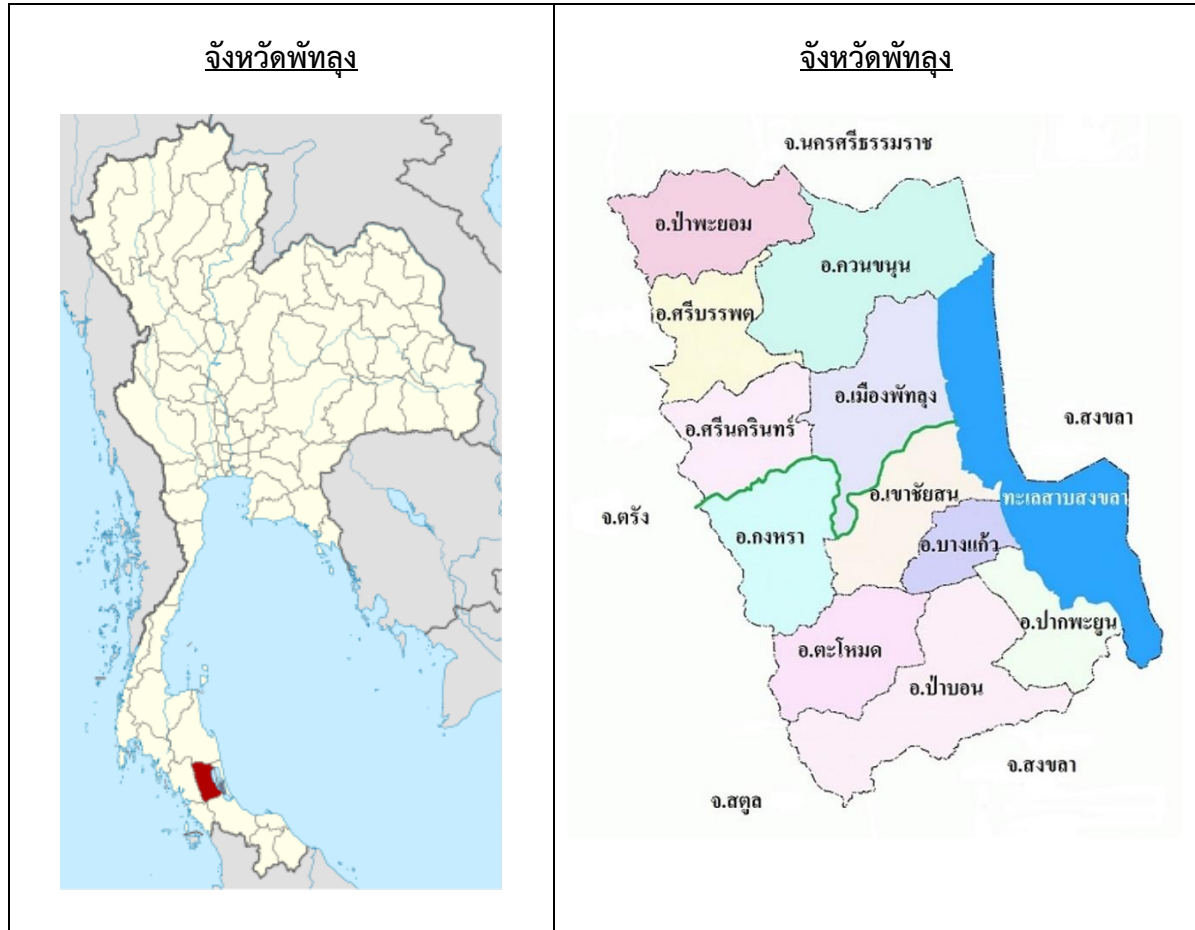 จังหวัดพัทลุง
จังหวัดพัทลุง
จ.นครศรีธรรมราช
อ.ป่าพะยอม
อ.ควนขนุน
อ.ศรีบรรพต
อ.เมืองพัทลุง
จ.สงขลา
อ.ศรีนครินทร์
อ.เขาชัยสน
ทะเลสาบสงขลา
จ.ตรัง
อ.กงหรา
อ.บางแก้ว
อ.ปากพะยูน
อ.ตะโหมด
อ.ป่าบอน
จ.สงขลา
จ.สตูล